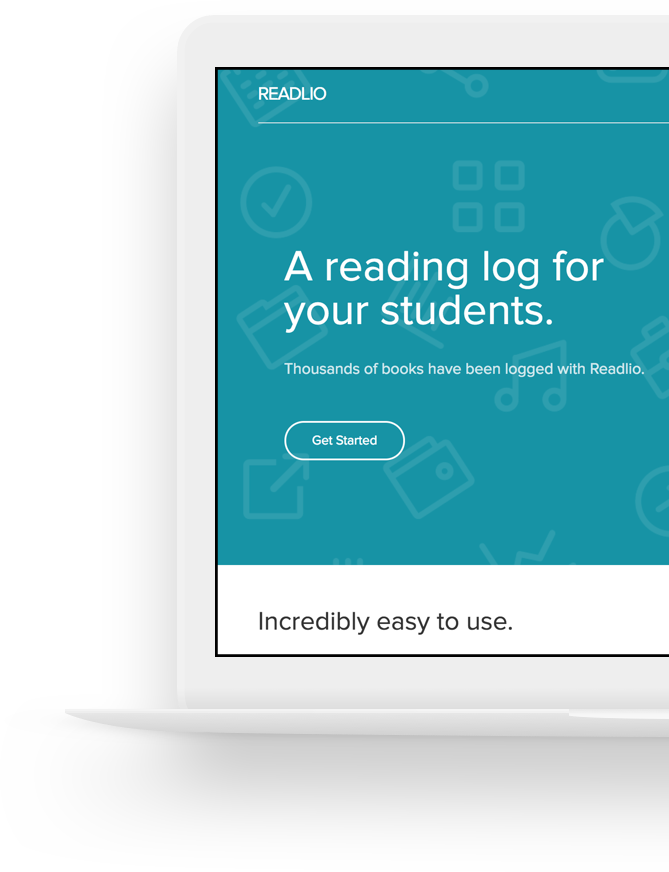 READLIO
A reading log for
your students.
Thousands of books have been logged with Readlio.
Get Started
Incredibly easy to use.